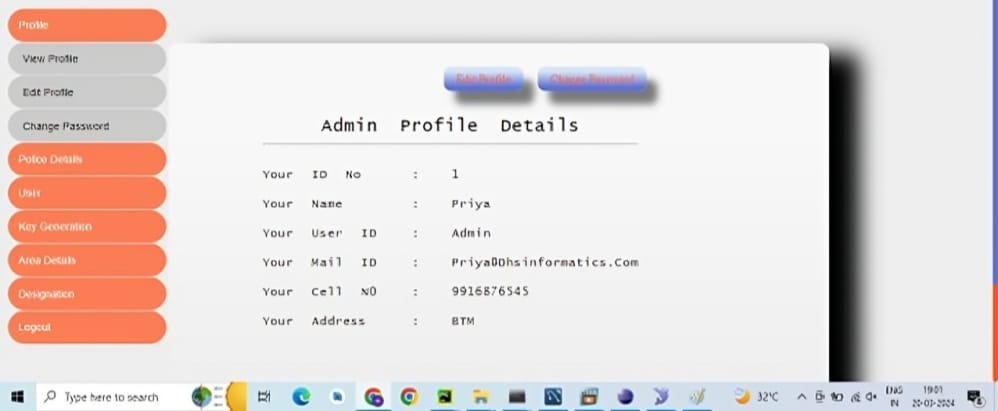 Profile
View Profile
Edit Profile
Change Password
Police Details
User
Key Generation
Area Details
Designation
Logout
Edit Profile
Change Password
Admin Profile Details
Your ID No : 1
Your Name : Priya
Your User ID : Admin
Your Mail ID : Priya@Dhsinformatics.Com
Your Cell NO : 9916876545
Your Address : BTM
Type here to search
32°C
ENG
IN
19:01
20-07-2024